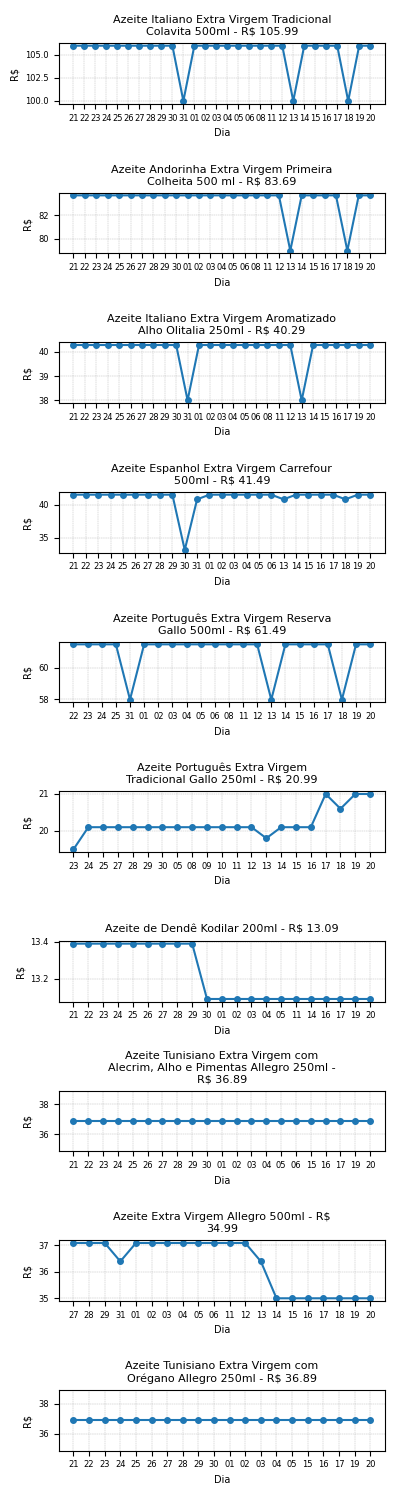 Azeite Italiano Extra Virgem Tradicional
Colavita 500ml - R$ 105.99
105.0
102.5
100.0
R$
21 22 23 24 25 26 27 28 29 30 31 01 02 03 04 05 06 08 11 12 13 14 15 16 17 18 19 20
Dia
Azeite Andorinha Extra Virgem Primeira
Colheita 500 ml - R$ 83.69
82
80
R$
21 22 23 24 25 26 27 28 30 31 01 02 03 04 05 06 08 11 12 13 14 15 16 17 18 19 20
Dia
Azeite Italiano Extra Virgem Aromatizado
Alho Olitalia 250ml - R$ 40.29
40
39
38
R$
21 22 23 24 25 26 27 28 29 30 31 01 02 03 04 05 06 08 11 12 13 14 15 16 17 19 20
Dia
Azeite Espanhol Extra Virgem Carrefour
500ml - R$ 41.49
40
35
R$
21 22 23 24 25 26 27 28 29 30 31 01 02 03 04 05 06 13 14 15 16 17 18 19 20
Dia
Azeite Português Extra Virgem Reserva
Gallo 500ml - R$ 61.49
60
58
R$
22 23 24 25 31 01 02 03 04 05 06 08 11 12 13 14 15 16 17 18 19 20
Dia
Azeite Português Extra Virgem
Tradicional Gallo 250ml - R$ 20.99
21
20
R$
23 24 25 27 28 29 30 05 08 09 10 11 12 13 14 15 16 17 18 19 20
Dia
Azeite de Dendê Kodilar 200ml - R$ 13.09
13.4
13.2
R$
21 22 23 24 25 26 27 28 29 30 01 02 03 04 05 11 14 16 17 19 20
Dia
Azeite Tunisiano Extra Virgem com
Alecrim, Alho e Pimentas Allegro 250ml -
R$ 36.89
38
36
R$
21 22 23 24 25 26 27 28 29 30 01 02 03 04 05 06 15 16 17 19 20
Dia
Azeite Extra Virgem Allegro 500ml - R$
34.99
37
36
35
R$
27 28 29 31 01 02 03 04 05 06 11 12 13 14 15 16 17 18 19 20
Dia
Azeite Tunisiano Extra Virgem com
Orégano Allegro 250ml - R$ 36.89
38
36
R$
21 22 23 24 25 26 27 28 29 30 01 02 03 04 05 15 16 17 19 20
Dia